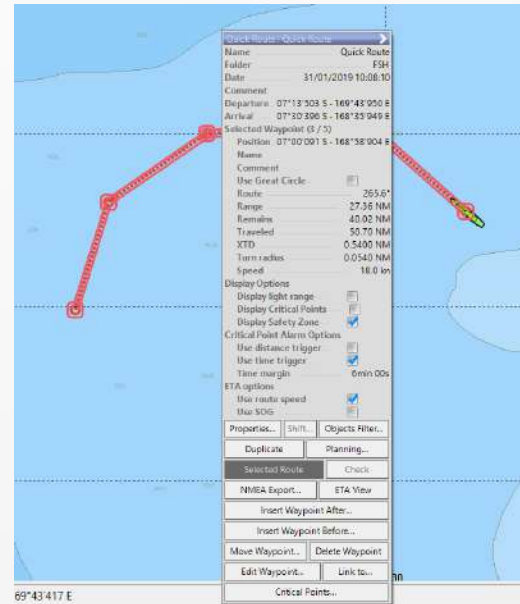 Quick Route : Quick Route
Name Quick Route
Folder FSH
Date 31/01/2019 10:08:10
Comment
Departure 07°13'503 S - 169°43'950 E
Arrival 07°30'396 S - 168°35'949 E
Selected Waypoint (3 / 5)
Position 07°00'091 S - 168°58'904 E
Name
Comment
Use Great Circle
Route 265.6°
Range 27.36 NM
Remains 40.02 NM
Traveled 50.70 NM
XTD 0.5400 NM
Turn radius 0.0540 NM
Speed 18.0 kn
Display Options
Display light range
Display Critical Points
Display Safety Zone
Critical Point Alarm Options
Use distance trigger
Use time trigger
Time margin 6min 00s
ETA options
Use route speed
Use SOG
Properties... Shift... Objects Filter...
Duplicate Planning...
Selected Route Check
NMEA Export... ETA View
Insert Waypoint After...
Insert Waypoint Before...
Move Waypoint... Delete Waypoint
Edit Waypoint... Link to...
Critical Points...
69°43'417 E